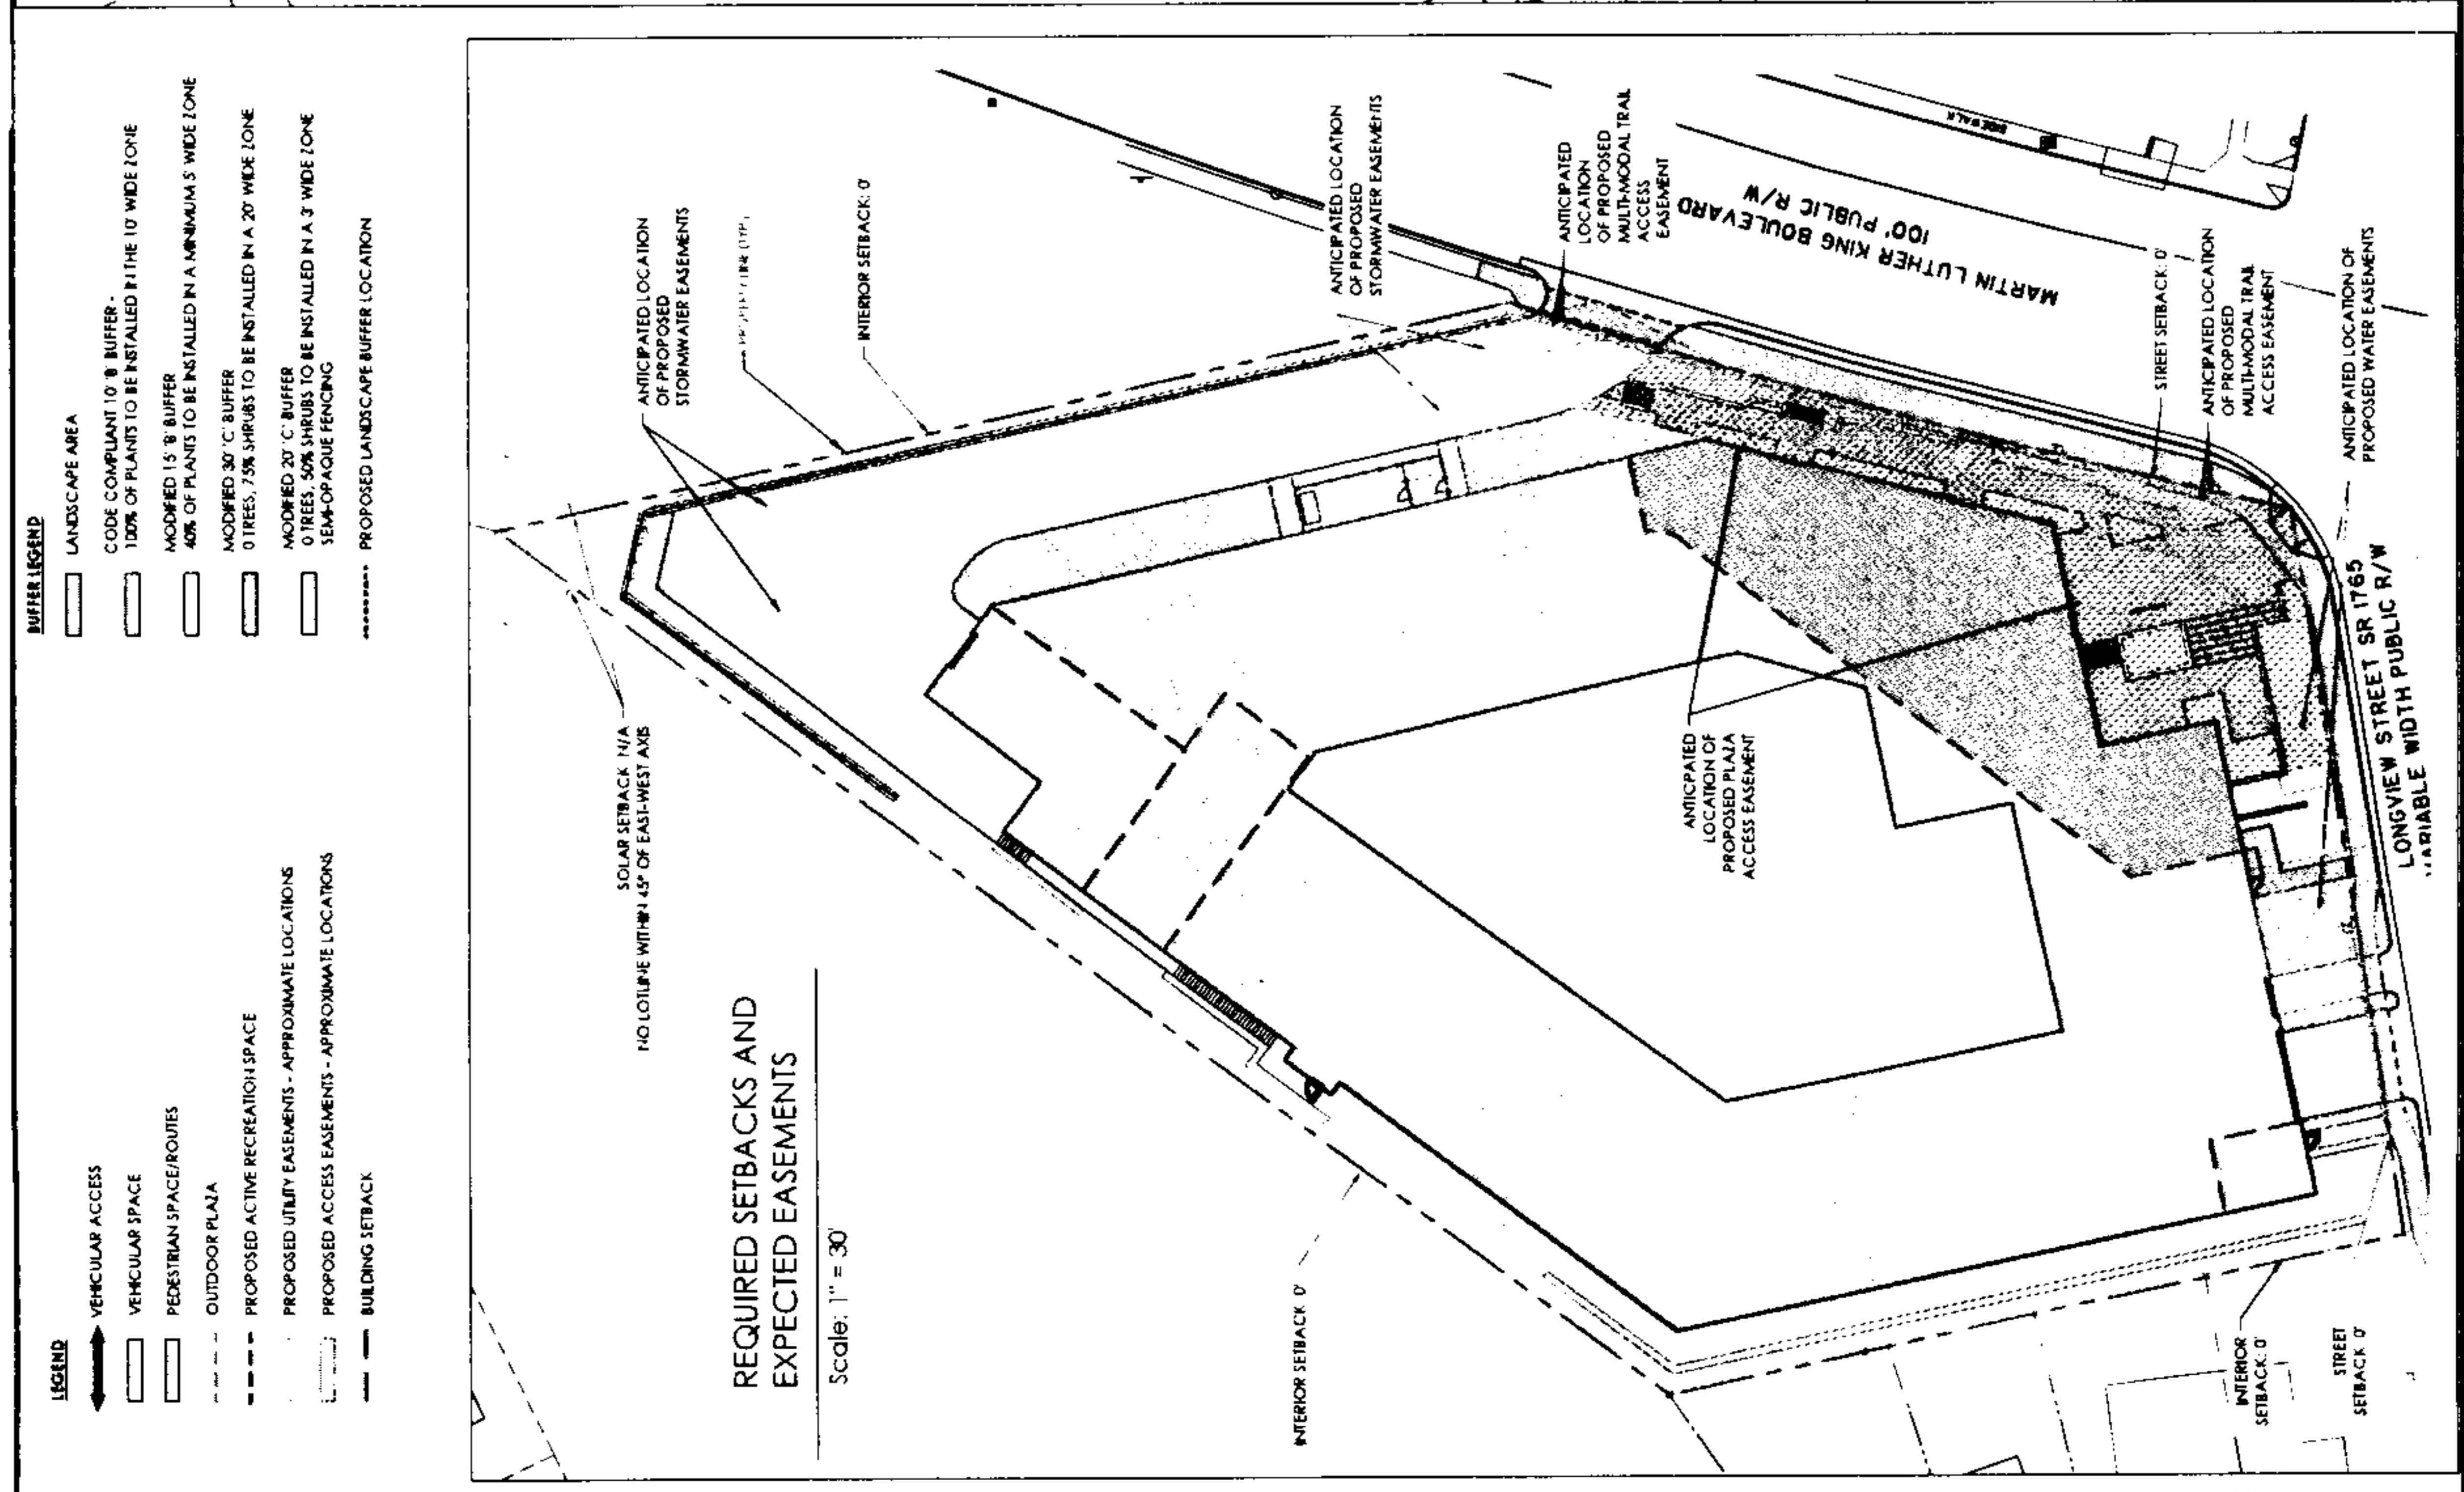 LEGEND
VEHICULAR ACCESS
VEHICULAR SPACE
PEDESTRIAN SPACE/ROUTES
OUTDOOR PLAZA
PROPOSED ACTIVE RECREATION SPACE
PROPOSED UTILITY EASEMENTS - APPROXIMATE LOCATIONS
PROPOSED ACCESS EASEMENTS - APPROXIMATE LOCATIONS
BUILDING SETBACK
BUFFER LEGEND
LANDSCAPE AREA
CODE COMPLIANT 10' 'B' BUFFER -
100% OF PLANTS TO BE INSTALLED IN THE 10' WIDE ZONE
MODIFIED 15' 'B' BUFFER
40% OF PLANTS TO BE INSTALLED IN A MINIMUM 5' WIDE ZONE
MODIFIED 30' 'C' BUFFER
0 TREES, 75% SHRUBS TO BE INSTALLED IN A 20' WIDE ZONE
MODIFIED 20' 'C' BUFFER
0 TREES, 50% SHRUBS TO BE INSTALLED IN A 3' WIDE ZONE
SEMI-OPAQUE FENCING
PROPOSED LANDSCAPE BUFFER LOCATION
REQUIRED SETBACKS AND
EXPECTED EASEMENTS
Scale: 1" = 30'
SOLAR SETBACK N/A
NO LOTLINE WITHIN 45° OF EAST-WEST AXIS
ANTICIPATED LOCATION
OF PROPOSED
STORMWATER EASEMENTS
INTERIOR SETBACK: 0'
ANTICIPATED LOCATION
OF PROPOSED
STORMWATER EASEMENTS
ANTICIPATED
LOCATION
OF PROPOSED
MULTI-MODAL TRAIL
ACCESS
EASEMENT
SIDEWALK
MARTIN LUTHER KING BOULEVARD
100' PUBLIC R/W
STREET SETBACK: 0'
ANTICIPATED LOCATION
OF PROPOSED
MULTI-MODAL TRAIL
ACCESS EASEMENT
ANTICIPATED LOCATION OF
PROPOSED WATER EASEMENTS
ANTICIPATED
LOCATION OF
PROPOSED PLAZA
ACCESS EASEMENT
LONGVIEW STREET SR 1765
VARIABLE WIDTH PUBLIC R/W
INTERIOR SETBACK 0'
INTERIOR
SETBACK: 0'
STREET
SETBACK 0'